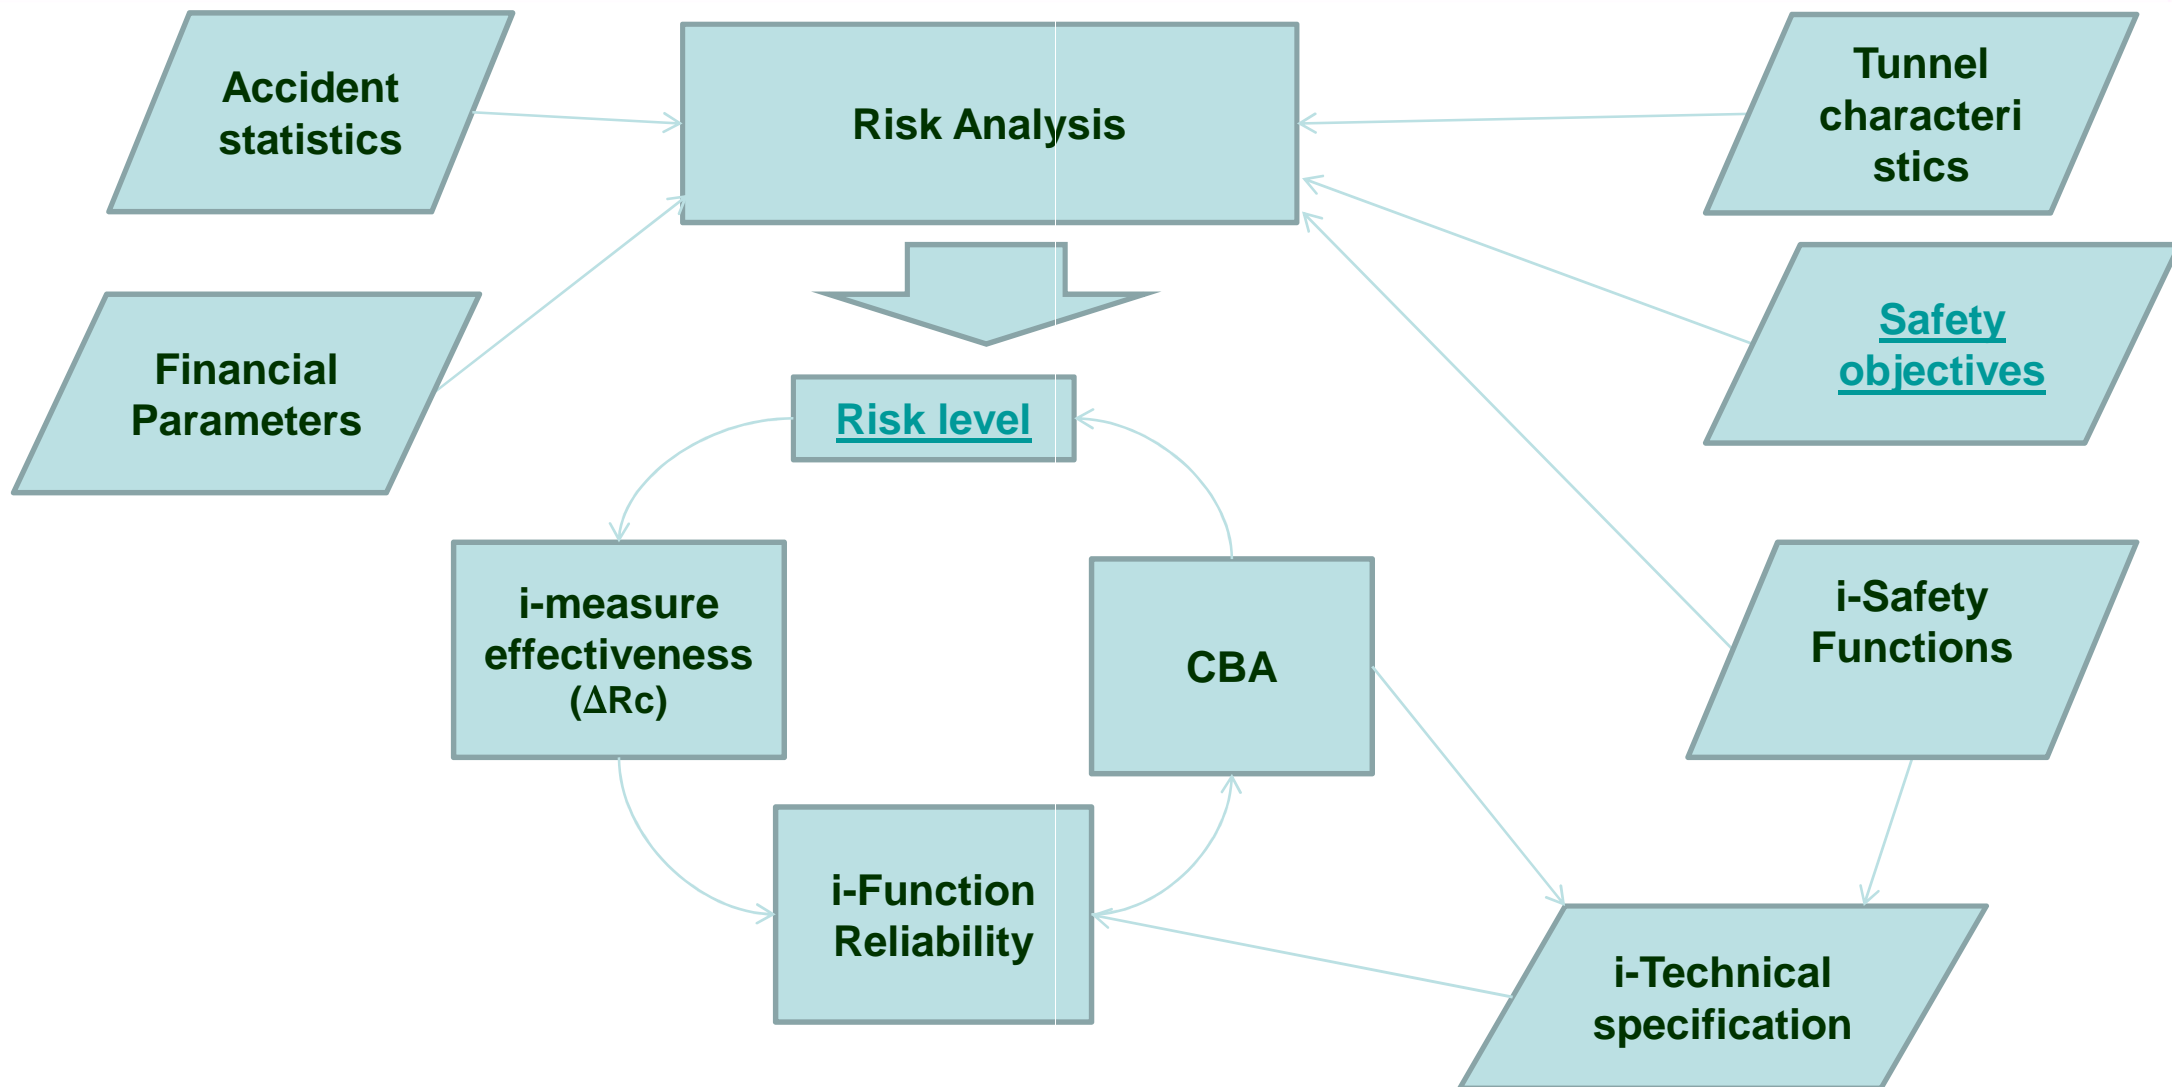 Accident
statistics
Risk Analysis
Tunnel
characteri
stics
Financial
Parameters
Safety
objectives
Risk level
i-measure
effectiveness
(ΔRc)
CBA
i-Safety
Functions
i-Function
Reliability
i-Technical
specification